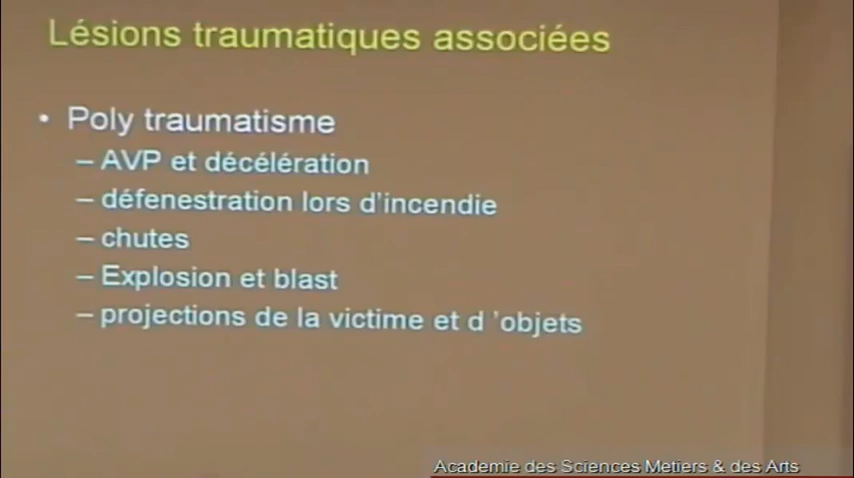 Lésions traumatiques associées
• Poly traumatisme
– AVP et décélération
– défenestration lors d'incendie
– chutes
– Explosion et blast
– projections de la victime et d 'objets
Academie des Sciences Metiers & des Arts